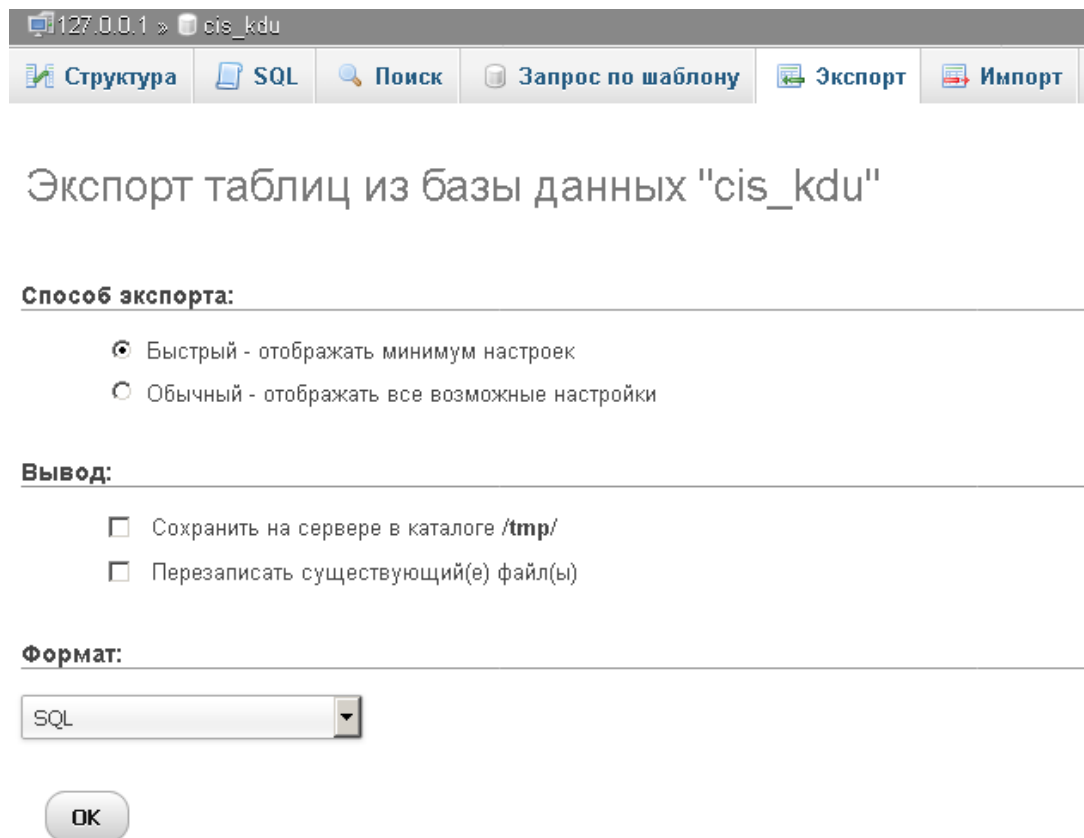 127.0.0.1 » cis_kdu
Структура SQL Поиск Запрос по шаблону Экспорт Импорт
Экспорт таблиц из базы данных "cis_kdu"
Способ экспорта:
Быстрый - отображать минимум настроек
Обычный - отображать все возможные настройки
Вывод:
Сохранить на сервере в каталоге /tmp/
Перезаписать существующий(е) файл(ы)
Формат:
SQL
OK